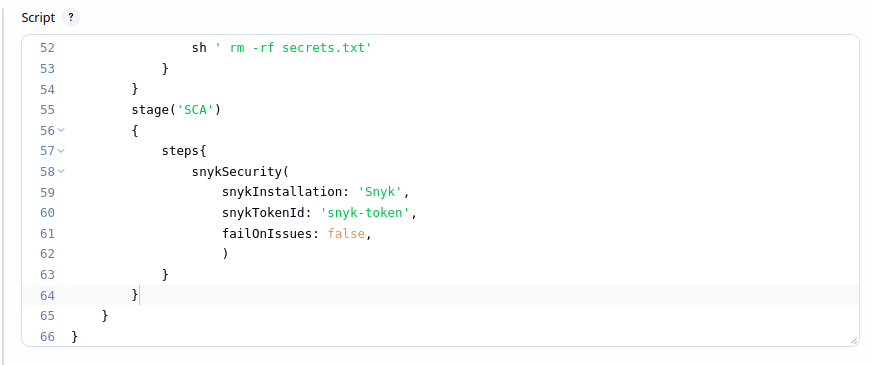 Script ?
52                 sh ' rm -rf secrets.txt'
53             }
54         }
55         stage('SCA')
56         {
57             steps{
58                 snykSecurity(
59                     snykInstallation: 'Snyk',
60                     snykTokenId: 'snyk-token',
61                     failOnIssues: false,
62                     )
63             }
64         }
65     }
66 }